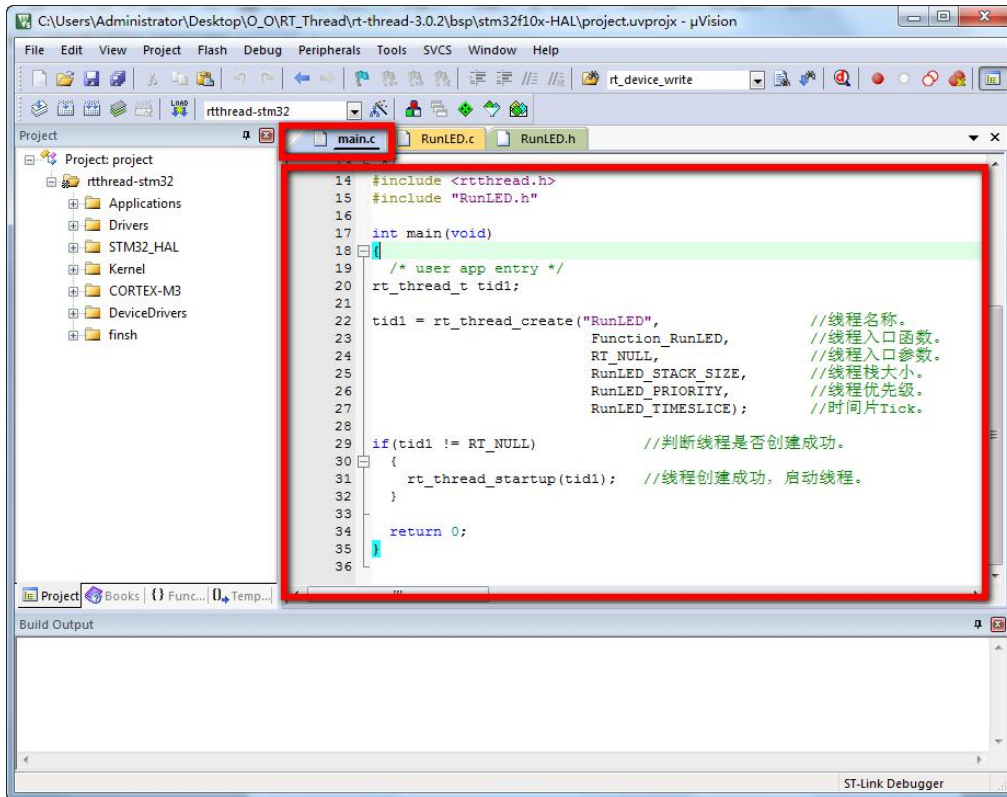 C:\Users\Administrator\Desktop\O_O\RT_Thread\rt-thread-3.0.2\bsp\stm32f10x-HAL\project.uvprojx - µVision
File Edit View Project Flash Debug Peripherals Tools SVCS Window Help
rt_device_write
LOAD rtthread-stm32
Project
main.c RunLED.c RunLED.h
Project: project
rtthread-stm32
Applications
Drivers
STM32_HAL
Kernel
CORTEX-M3
DeviceDrivers
finsh
14 #include <rtthread.h>
15 #include "RunLED.h"
16
17 int main(void)
18 {
19 /* user app entry */
20 rt_thread_t tid1;
21
22 tid1 = rt_thread_create("RunLED", //线程名称。
23 Function_RunLED, //线程入口函数。
24 RT_NULL, //线程入口参数。
25 RunLED_STACK_SIZE, //线程栈大小。
26 RunLED_PRIORITY, //线程优先级。
27 RunLED_TIMESLICE); //时间片Tick。
28
29 if(tid1 != RT_NULL) //判断线程是否创建成功。
30 {
31 rt_thread_startup(tid1); //线程创建成功，启动线程。
32 }
33
34 return 0;
35 }
36
Project Books {} Func... 0 Temp...
Build Output
ST-Link Debugger